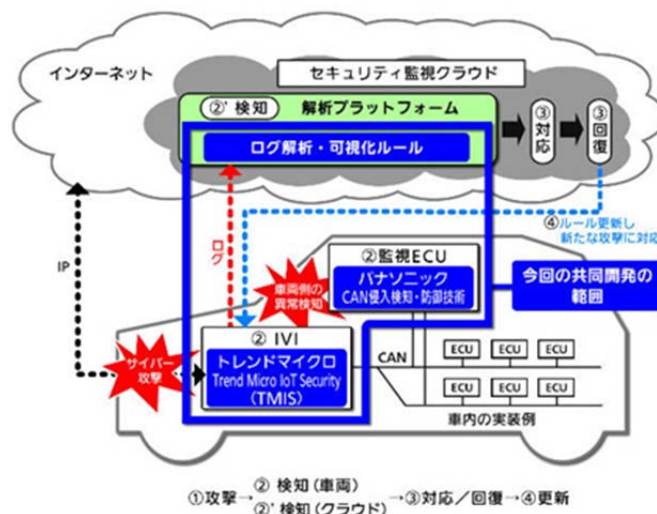 インターネット
セキュリティ監視クラウド
②' 検知
解析プラットフォーム
ログ解析・可視化ルール
③対応
③回復
④ルール更新し
新たな攻撃に対応
IP
ログ
車両側の
異常検知
②監視ECU
パナソニック
CAN侵入検知・防御技術
今回の共同開発の
範囲
サイバー
攻撃
② IVI
トレンドマイクロ
Trend Micro IoT Security
(TMIS)
CAN
ECU ECU ECU
ECU ECU ECU
車内の実装例
①攻撃→② 検知(車両)
②' 検知(クラウド)→③対応/回復→④更新